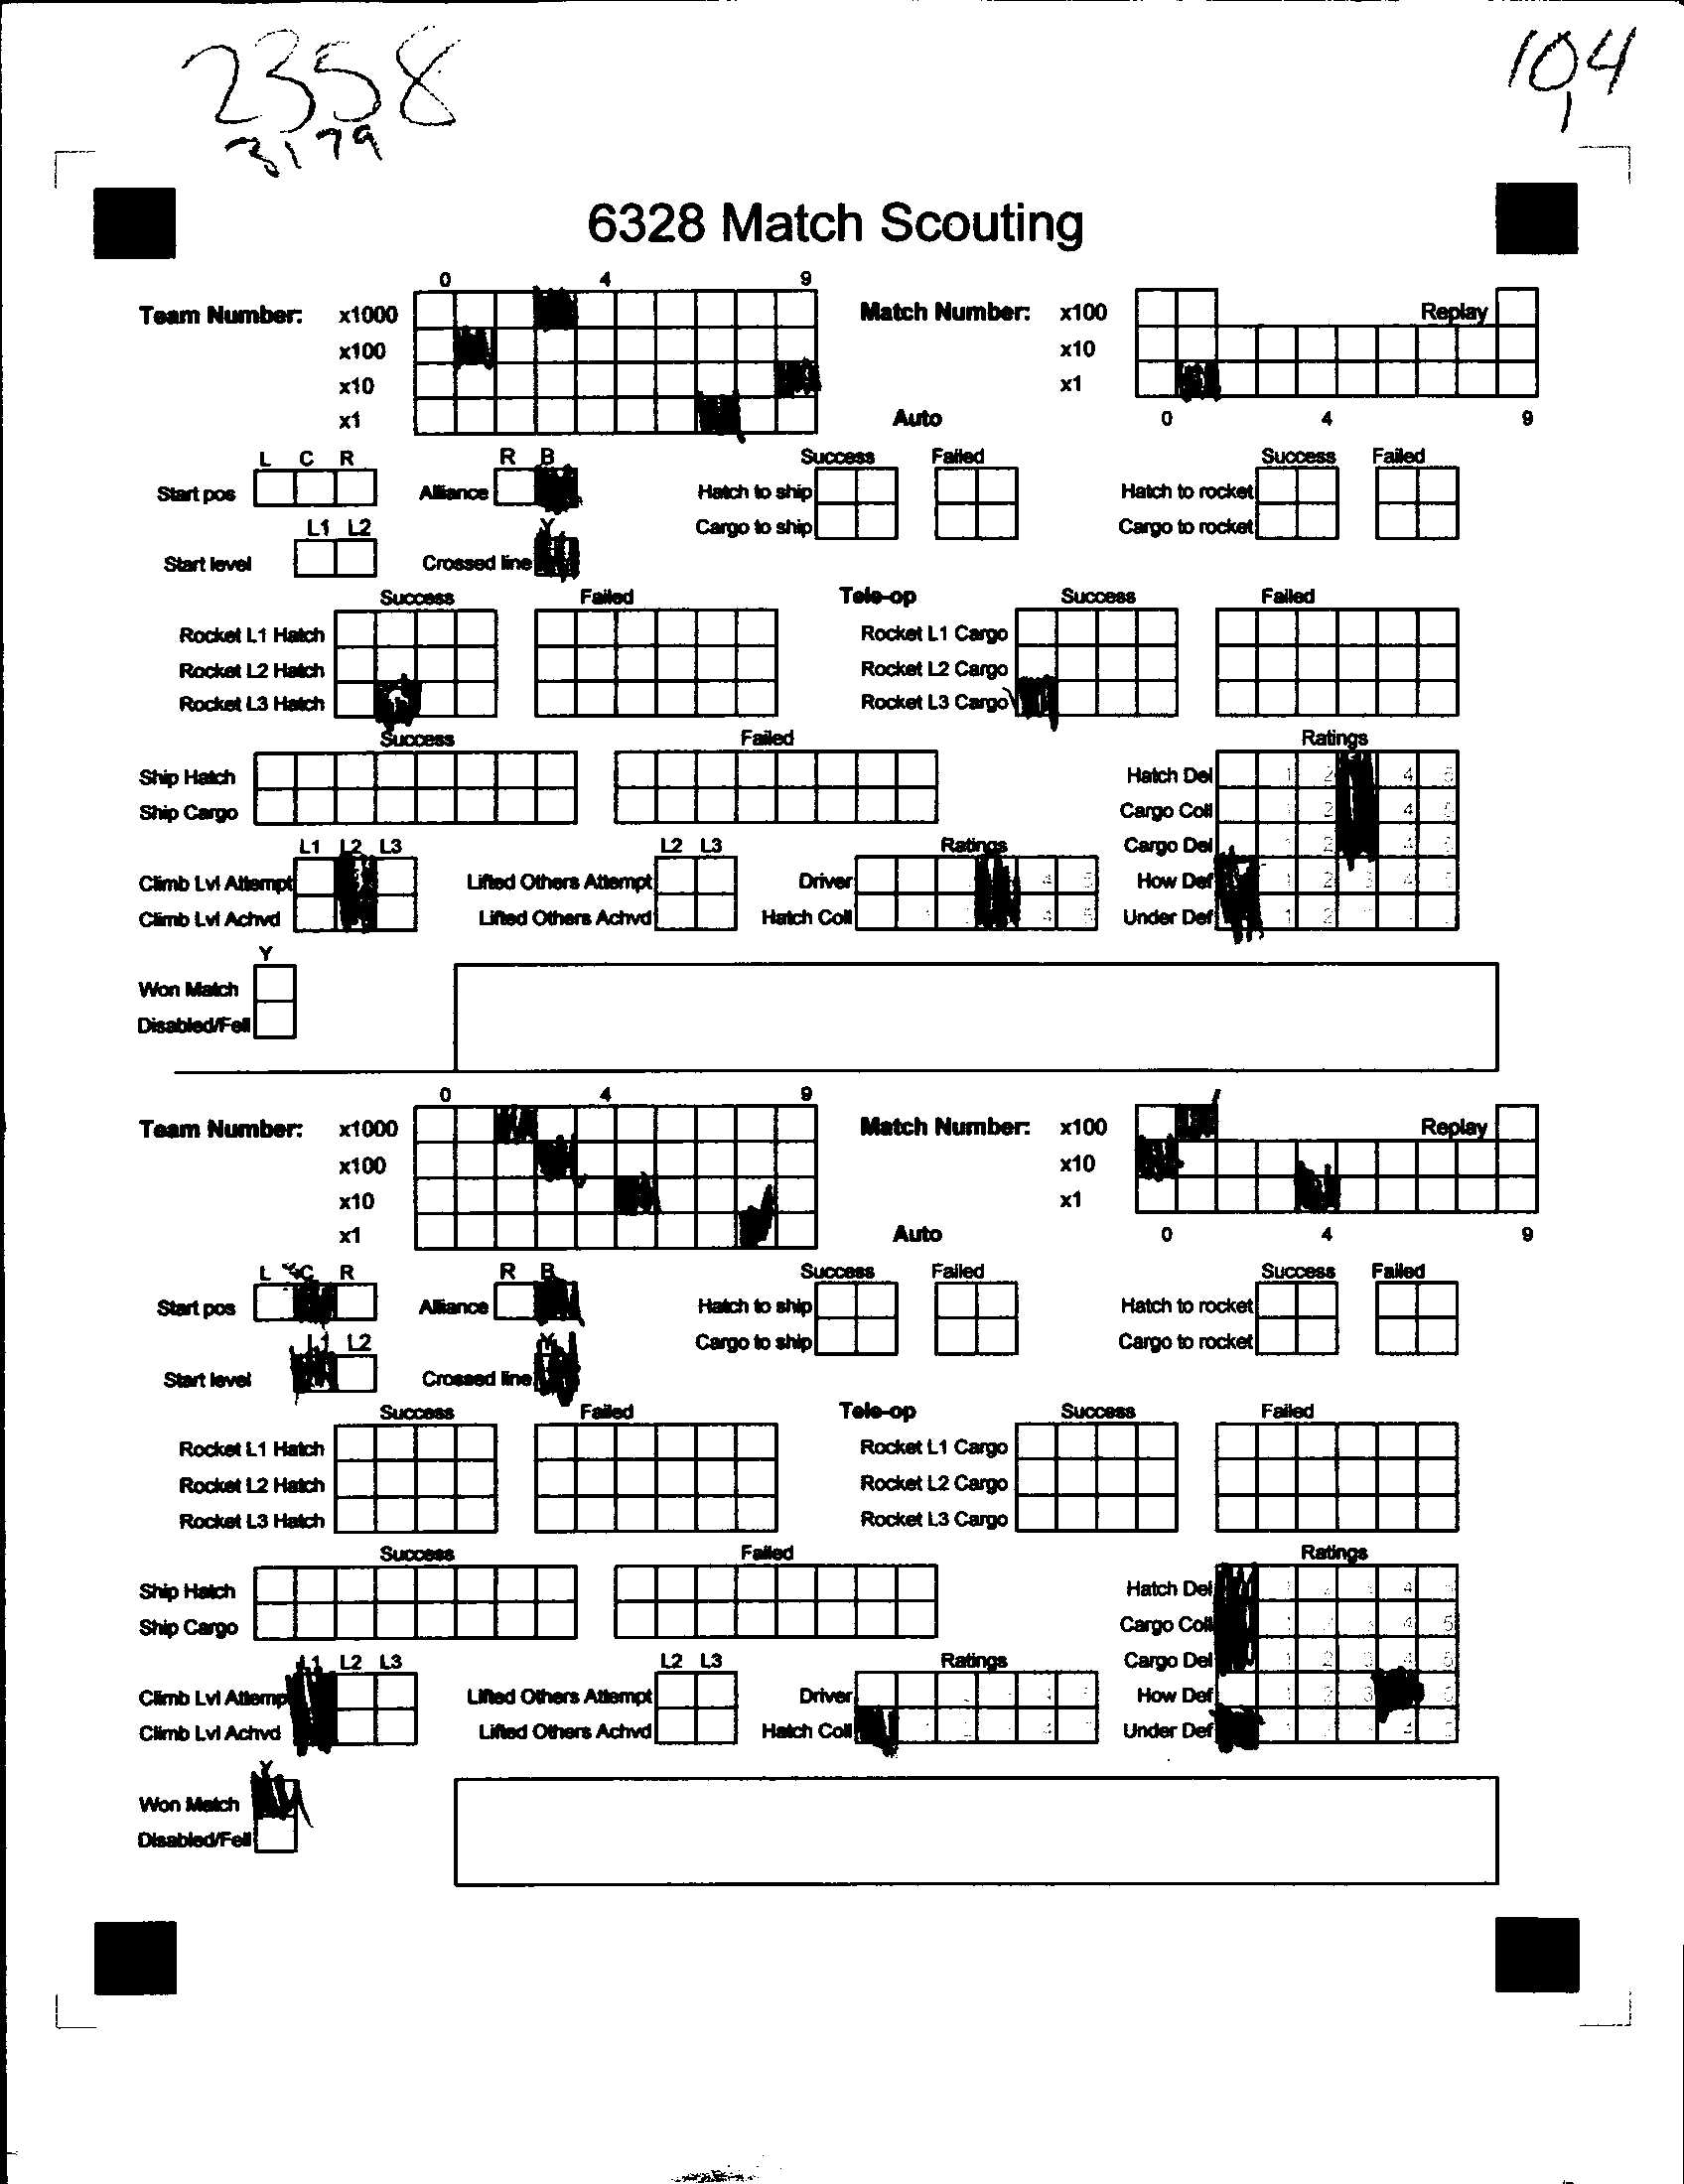 2358
3179
104
1
6328 Match Scouting
0 4 9
Team Number: x1000 Match Number: x100 Replay
x100 x10
x10 x1
x1 Auto 0 4 9
L C R R B Success Failed Success Failed
Start pos Alliance Hatch to ship Hatch to rocket
L1 L2 Y Cargo to ship Cargo to rocket
Start level Crossed line
Success Failed Tele-op Success Failed
Rocket L1 Hatch Rocket L1 Cargo
Rocket L2 Hatch Rocket L2 Cargo
Rocket L3 Hatch Rocket L3 Cargo
Success Failed Ratings
Ship Hatch Hatch Del 1 2 4 5
Ship Cargo Cargo Coll 1 2 4 5
L1 L2 L3 L2 L3 Ratings Cargo Del 1 2 4 5
Climb Lvl Attempt Lifted Others Attempt Driver 4 5 How Def 1 2 3 4 5
Climb Lvl Achvd Lifted Others Achvd Hatch Coll 1 2 4 5 Under Def 1 2
Y
Won Match
Disabled/Fell
0 4 9
Team Number: x1000 Match Number: x100 Replay
x100 x10
x10 x1
x1 Auto 0 4 9
L C R R B Success Failed Success Failed
Start pos Alliance Hatch to ship Hatch to rocket
L1 L2 Y Cargo to ship Cargo to rocket
Start level Crossed line
Success Failed Tele-op Success Failed
Rocket L1 Hatch Rocket L1 Cargo
Rocket L2 Hatch Rocket L2 Cargo
Rocket L3 Hatch Rocket L3 Cargo
Success Failed Ratings
Ship Hatch Hatch Del 1 4
Ship Cargo Cargo Coll 1 4 5
L1 L2 L3 L2 L3 Ratings Cargo Del 1 2 3 4 5
Climb Lvl Attempt Lifted Others Attempt Driver How Def 1 2 3
Climb Lvl Achvd Lifted Others Achvd Hatch Coll Under Def 4
Y
Won Match
Disabled/Fell